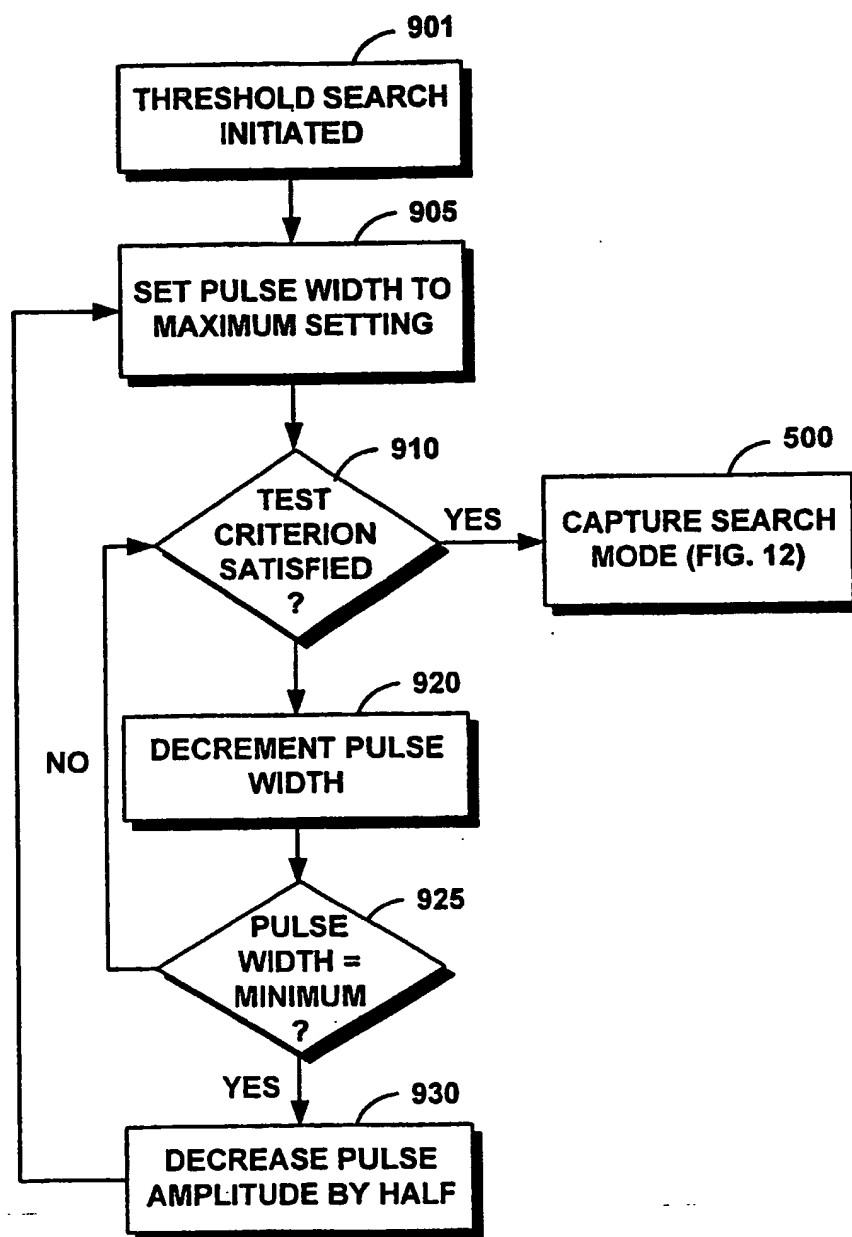 901
THRESHOLD SEARCH
INITIATED
905
SET PULSE WIDTH TO
MAXIMUM SETTING
910
TEST
CRITERION
SATISFIED
?
YES
500
CAPTURE SEARCH
MODE (FIG. 12)
920
DECREMENT PULSE
WIDTH
NO
925
PULSE
WIDTH =
MINIMUM
?
YES
930
DECREASE PULSE
AMPLITUDE BY HALF